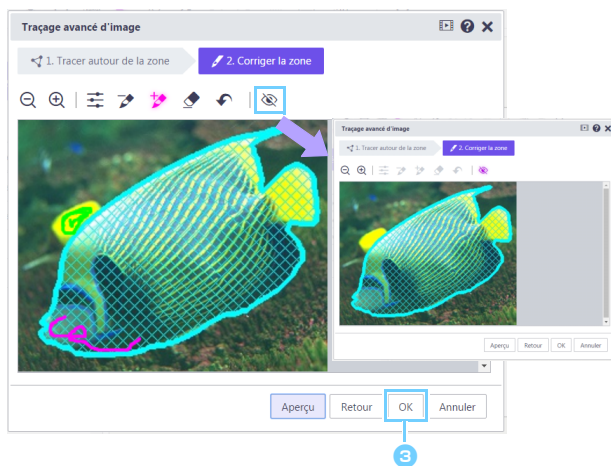 Traçage avancé d'image
1. Tracer autour de la zone
2. Corriger la zone
Traçage avancé d'image
1. Tracer autour de la zone
2. Corriger la zone
Aperçu Retour OK Annuler
Aperçu Retour OK Annuler
3